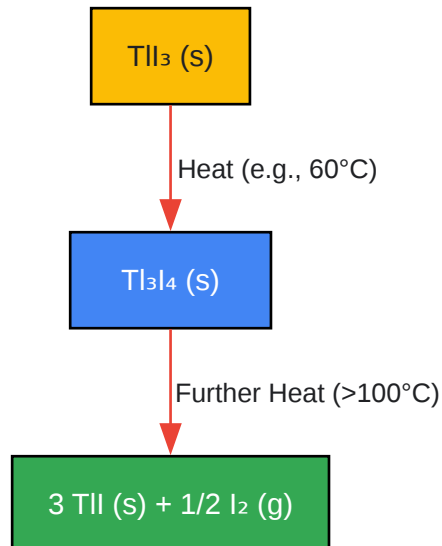 TlI₃ (s)
Heat (e.g., 60°C)
Tl₃I₄ (s)
Further Heat (>100°C)
3 TlI (s) + 1/2 I₂ (g)